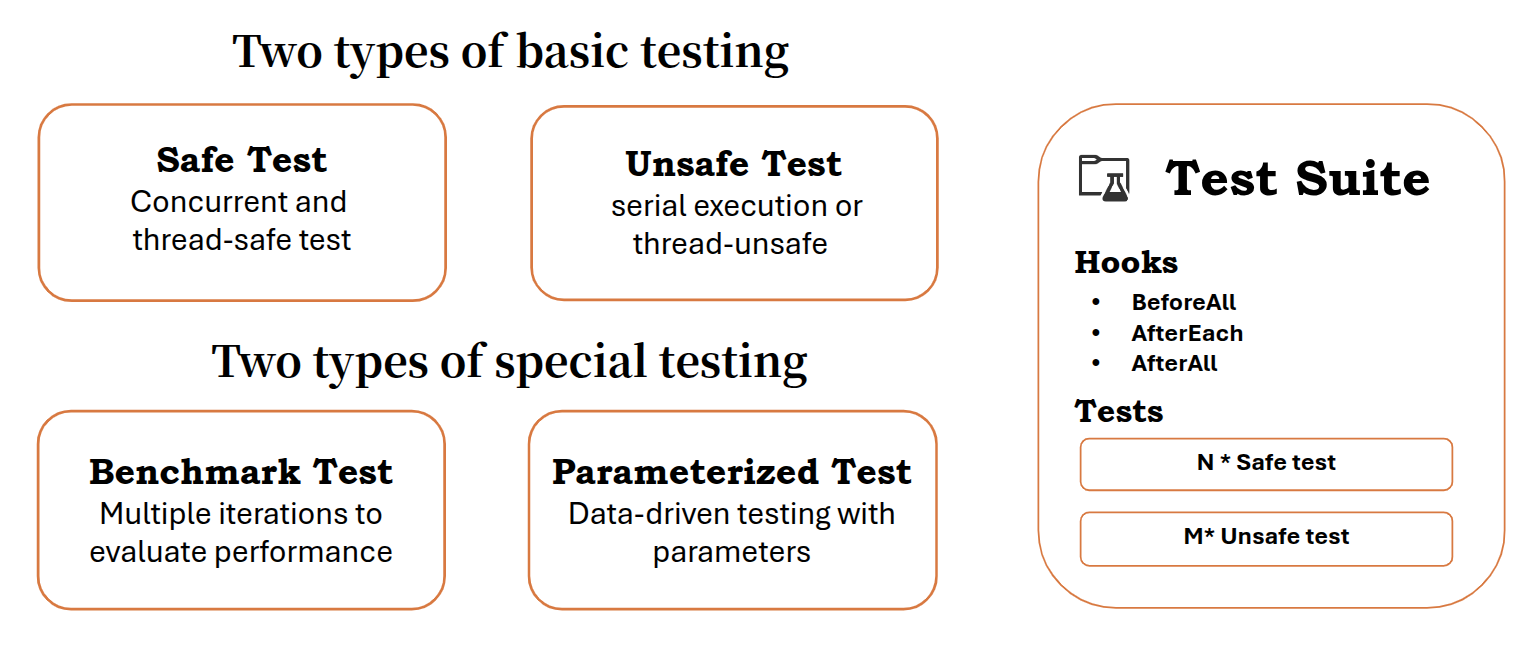 Two types of basic testing
Safe Test
Concurrent and
thread-safe test
Unsafe Test
serial execution or
thread-unsafe
Two types of special testing
Benchmark Test
Multiple iterations to
evaluate performance
Parameterized Test
Data-driven testing with
parameters
Test Suite
Hooks
• BeforeAll
• AfterEach
• AfterAll
Tests
N * Safe test
M* Unsafe test